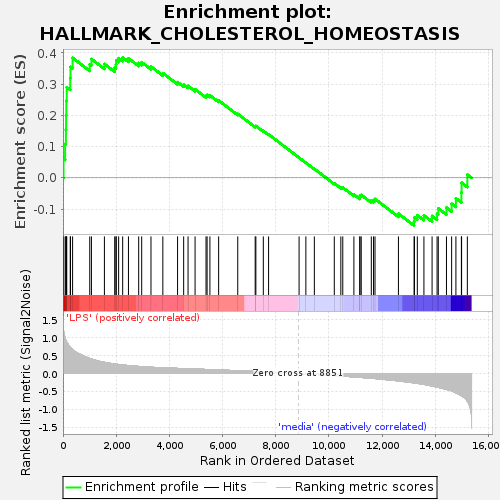 Enrichment plot:
HALLMARK_CHOLESTEROL_HOMEOSTASIS
Enrichment score (ES)
0.4
0.3
0.2
0.1
0.0
-0.1
'LPS' (positively correlated)
Ranked list metric (Signal2Noise)
1.5
1.0
0.5
0.0
-0.5
-1.0
-1.5
Zero cross at 8851
'media' (negatively correlated)
0 2,000 4,000 6,000 8,000 10,000 12,000 14,000 16,000
Rank in Ordered Dataset
Enrichment profile Hits Ranking metric scores